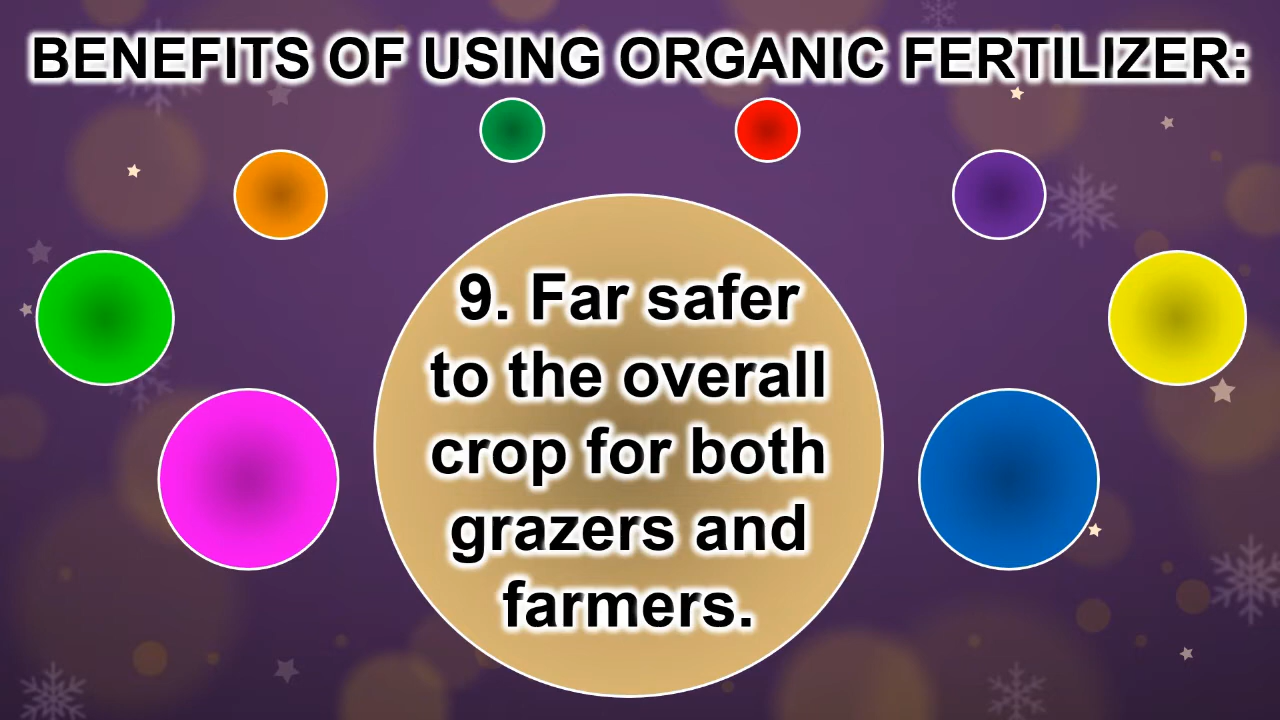 BENEFITS OF USING ORGANIC FERTILIZER:
9. Far safer
to the overall
crop for both
grazers and
farmers.